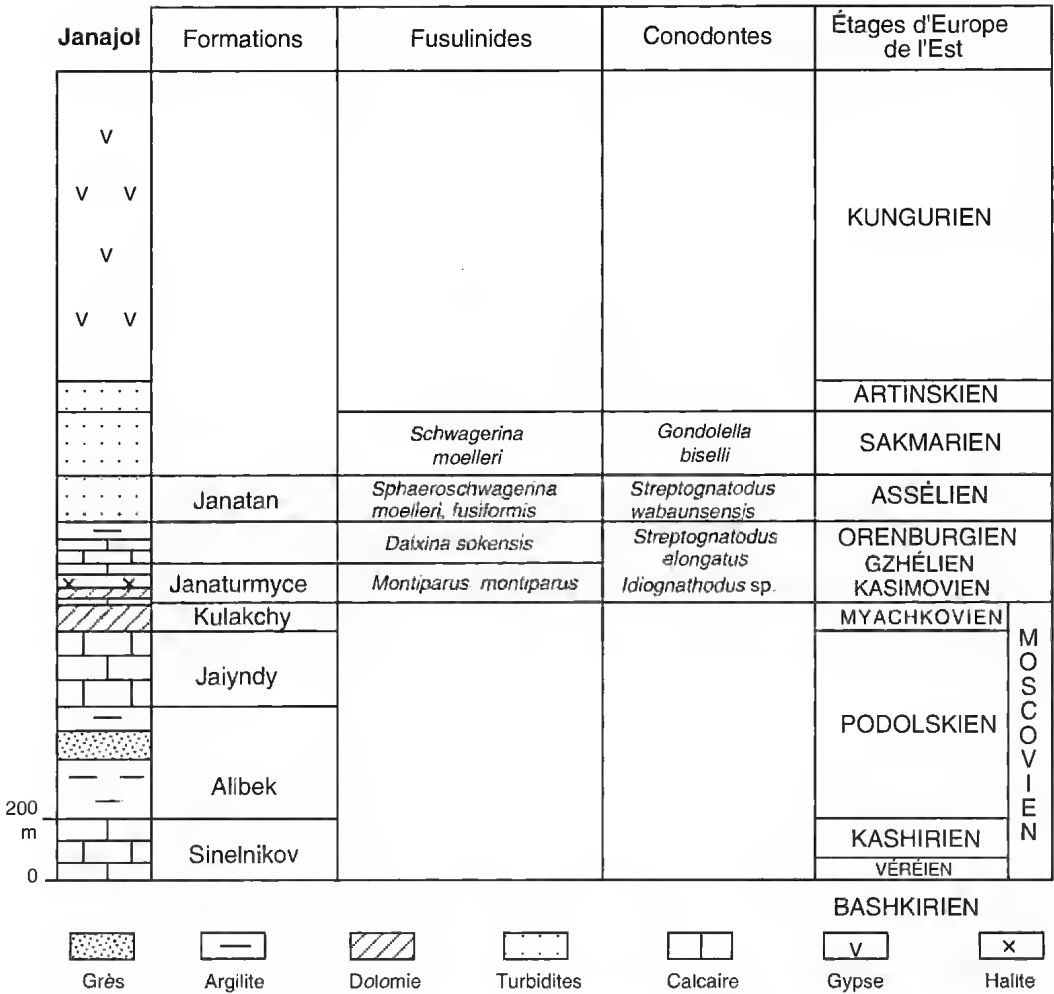 Janajol
Formations
Fusulinides
Conodontes
Étages d'Europe
de l'Est
KUNGURIEN
ARTINSKIEN
Schwagerina
moelleri
Gondolella
biselli
SAKMARIEN
Janatan
Sphaeroschwagerina
moelleri, fusiformis
Streptognatodus
wabaunsensis
ASSÉLIEN
Daixina sokensis
Streptognatodus
alongatus
ORENBURGIEN
GZHÉLIEN
Janaturmyce
Montiparus montiparus
Idiognathodus sp.
KASIMOVIEN
Kulakchy
MYACHKOVIEN
Jaiyndy
PODOLSKIEN
MOSCOVIEN
Alibek
200
m
Sinelnikov
KASHIRIEN
VÉRÉIEN
0
BASHKIRIEN
Grès
Argilite
Dolomie
Turbidites
Calcaire
Gypse
Halite